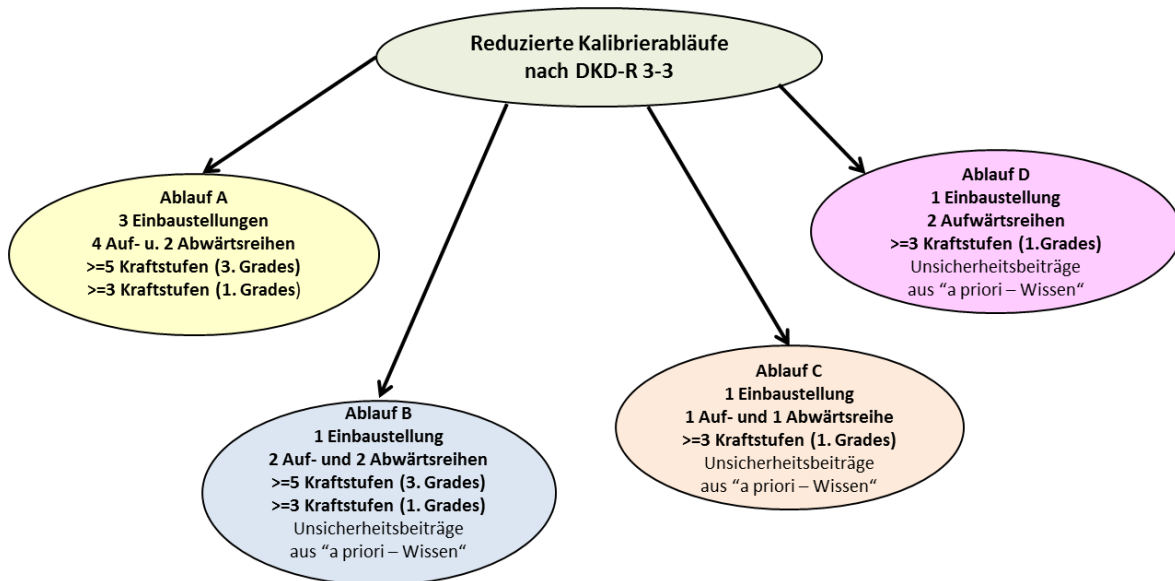 Reduzierte Kalibrierabläufe
nach DKD-R 3-3
Ablauf A
3 Einbaustellungen
4 Auf- u. 2 Abwärtsreihen
>=5 Kraftstufen (3. Grades)
>=3 Kraftstufen (1. Grades)
Ablauf B
1 Einbaustellung
2 Auf- und 2 Abwärtsreihen
>=5 Kraftstufen (3. Grades)
>=3 Kraftstufen (1. Grades)
Unsicherheitsbeiträge
aus “a priori – Wissen“
Ablauf C
1 Einbaustellung
1 Auf- und 1 Abwärtsreihe
>=3 Kraftstufen (1. Grades)
Unsicherheitsbeiträge
aus “a priori – Wissen“
Ablauf D
1 Einbaustellung
2 Aufwärtsreihen
>=3 Kraftstufen (1.Grades)
Unsicherheitsbeiträge
aus “a priori – Wissen“